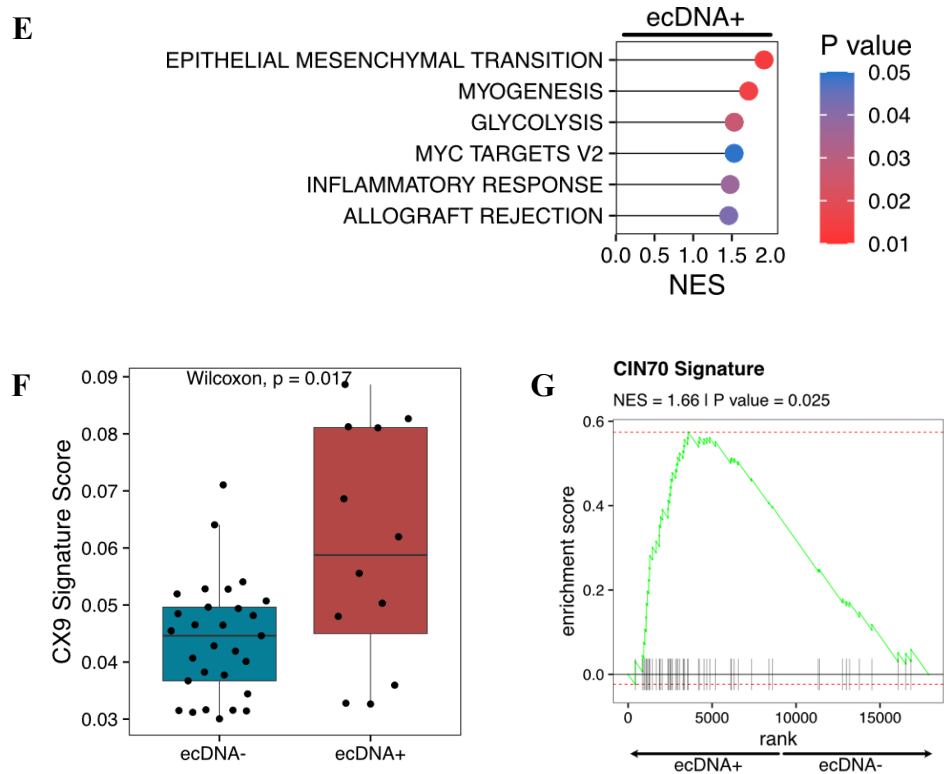 E
ecDNA+
EPITHELIAL MESENCHYMAL TRANSITION
MYOGENESIS
GLYCOLYSIS
MYC TARGETS V2
INFLAMMATORY RESPONSE
ALLOGRAFT REJECTION
0.0 0.5 1.0 1.5 2.0
NES
P value
0.05
0.04
0.03
0.02
0.01
F
Wilcoxon, p = 0.017
CX9 Signature Score
0.09
0.08
0.07
0.06
0.05
0.04
0.03
ecDNA- ecDNA+
G
CIN70 Signature
NES = 1.66 | P value = 0.025
enrichment score
0.6
0.4
0.2
0.0
0 5000 10000 15000
rank
ecDNA+ ecDNA-